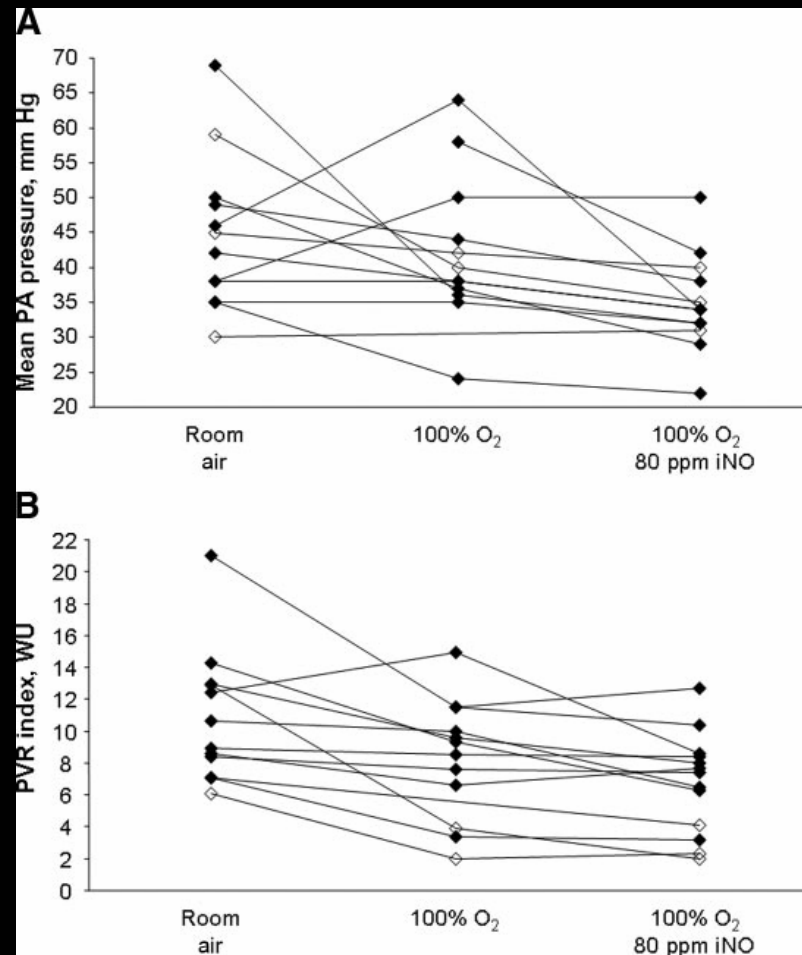 A
Mean PA pressure, mm Hg
70
65
60
55
50
45
40
35
30
25
20
Room
air
100% O₂
100% O₂
80 ppm iNO
B
PVR index, WU
22
20
18
16
14
12
10
8
6
4
2
0
Room
air
100% O₂
100% O₂
80 ppm iNO